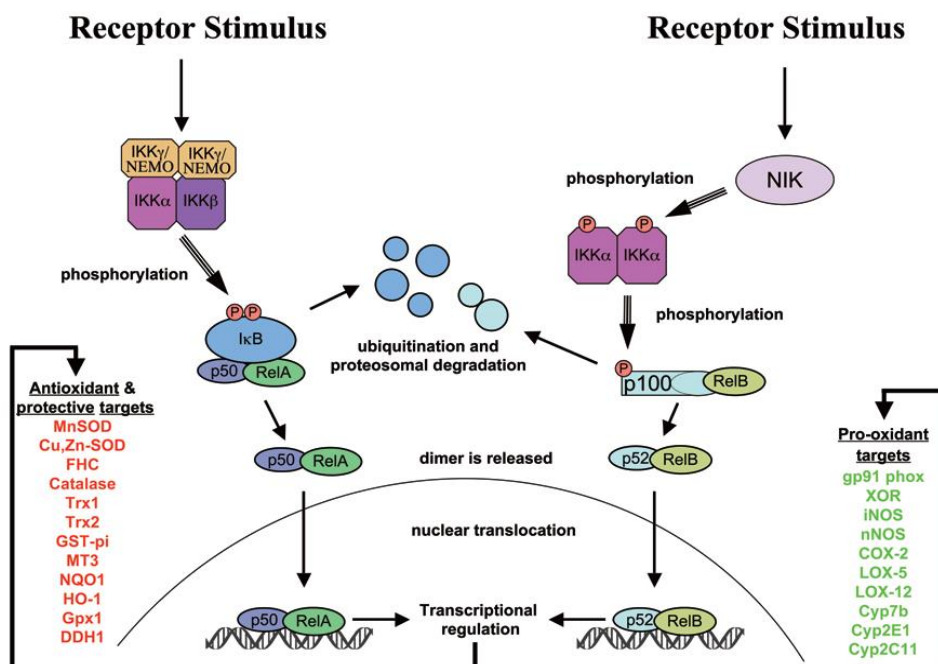 Receptor Stimulus
Receptor Stimulus
IKKγ/
NEMO
IKKγ/
NEMO
IKKα
IKKβ
phosphorylation
NIK
phosphorylation
P
P
IKKα
IKKα
phosphorylation
P
P
IκB
p50
RelA
ubiquitination and
proteosomal degradation
P
p100
RelB
Antioxidant &
protective targets
MnSOD
Cu,Zn-SOD
FHC
Catalase
Trx1
Trx2
GST-pi
MT3
NQO1
HO-1
Gpx1
DDH1
p50
RelA
dimer is released
p52
RelB
Pro-oxidant
targets
gp91 phox
XOR
iNOS
nNOS
COX-2
LOX-5
LOX-12
Cyp7b
Cyp2E1
Cyp2C11
nuclear translocation
p50
RelA
Transcriptional
regulation
p52
RelB